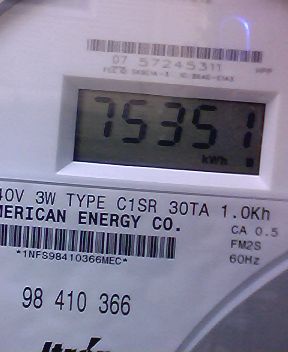 07 57245311
75351
kWh
40V 3W TYPE C1SR 30TA 1.0Kh
MERICAN ENERGY CO.
CA 0.5
FM2S
*1NFS98410366MEC*
60Hz
98 410 366
Itron